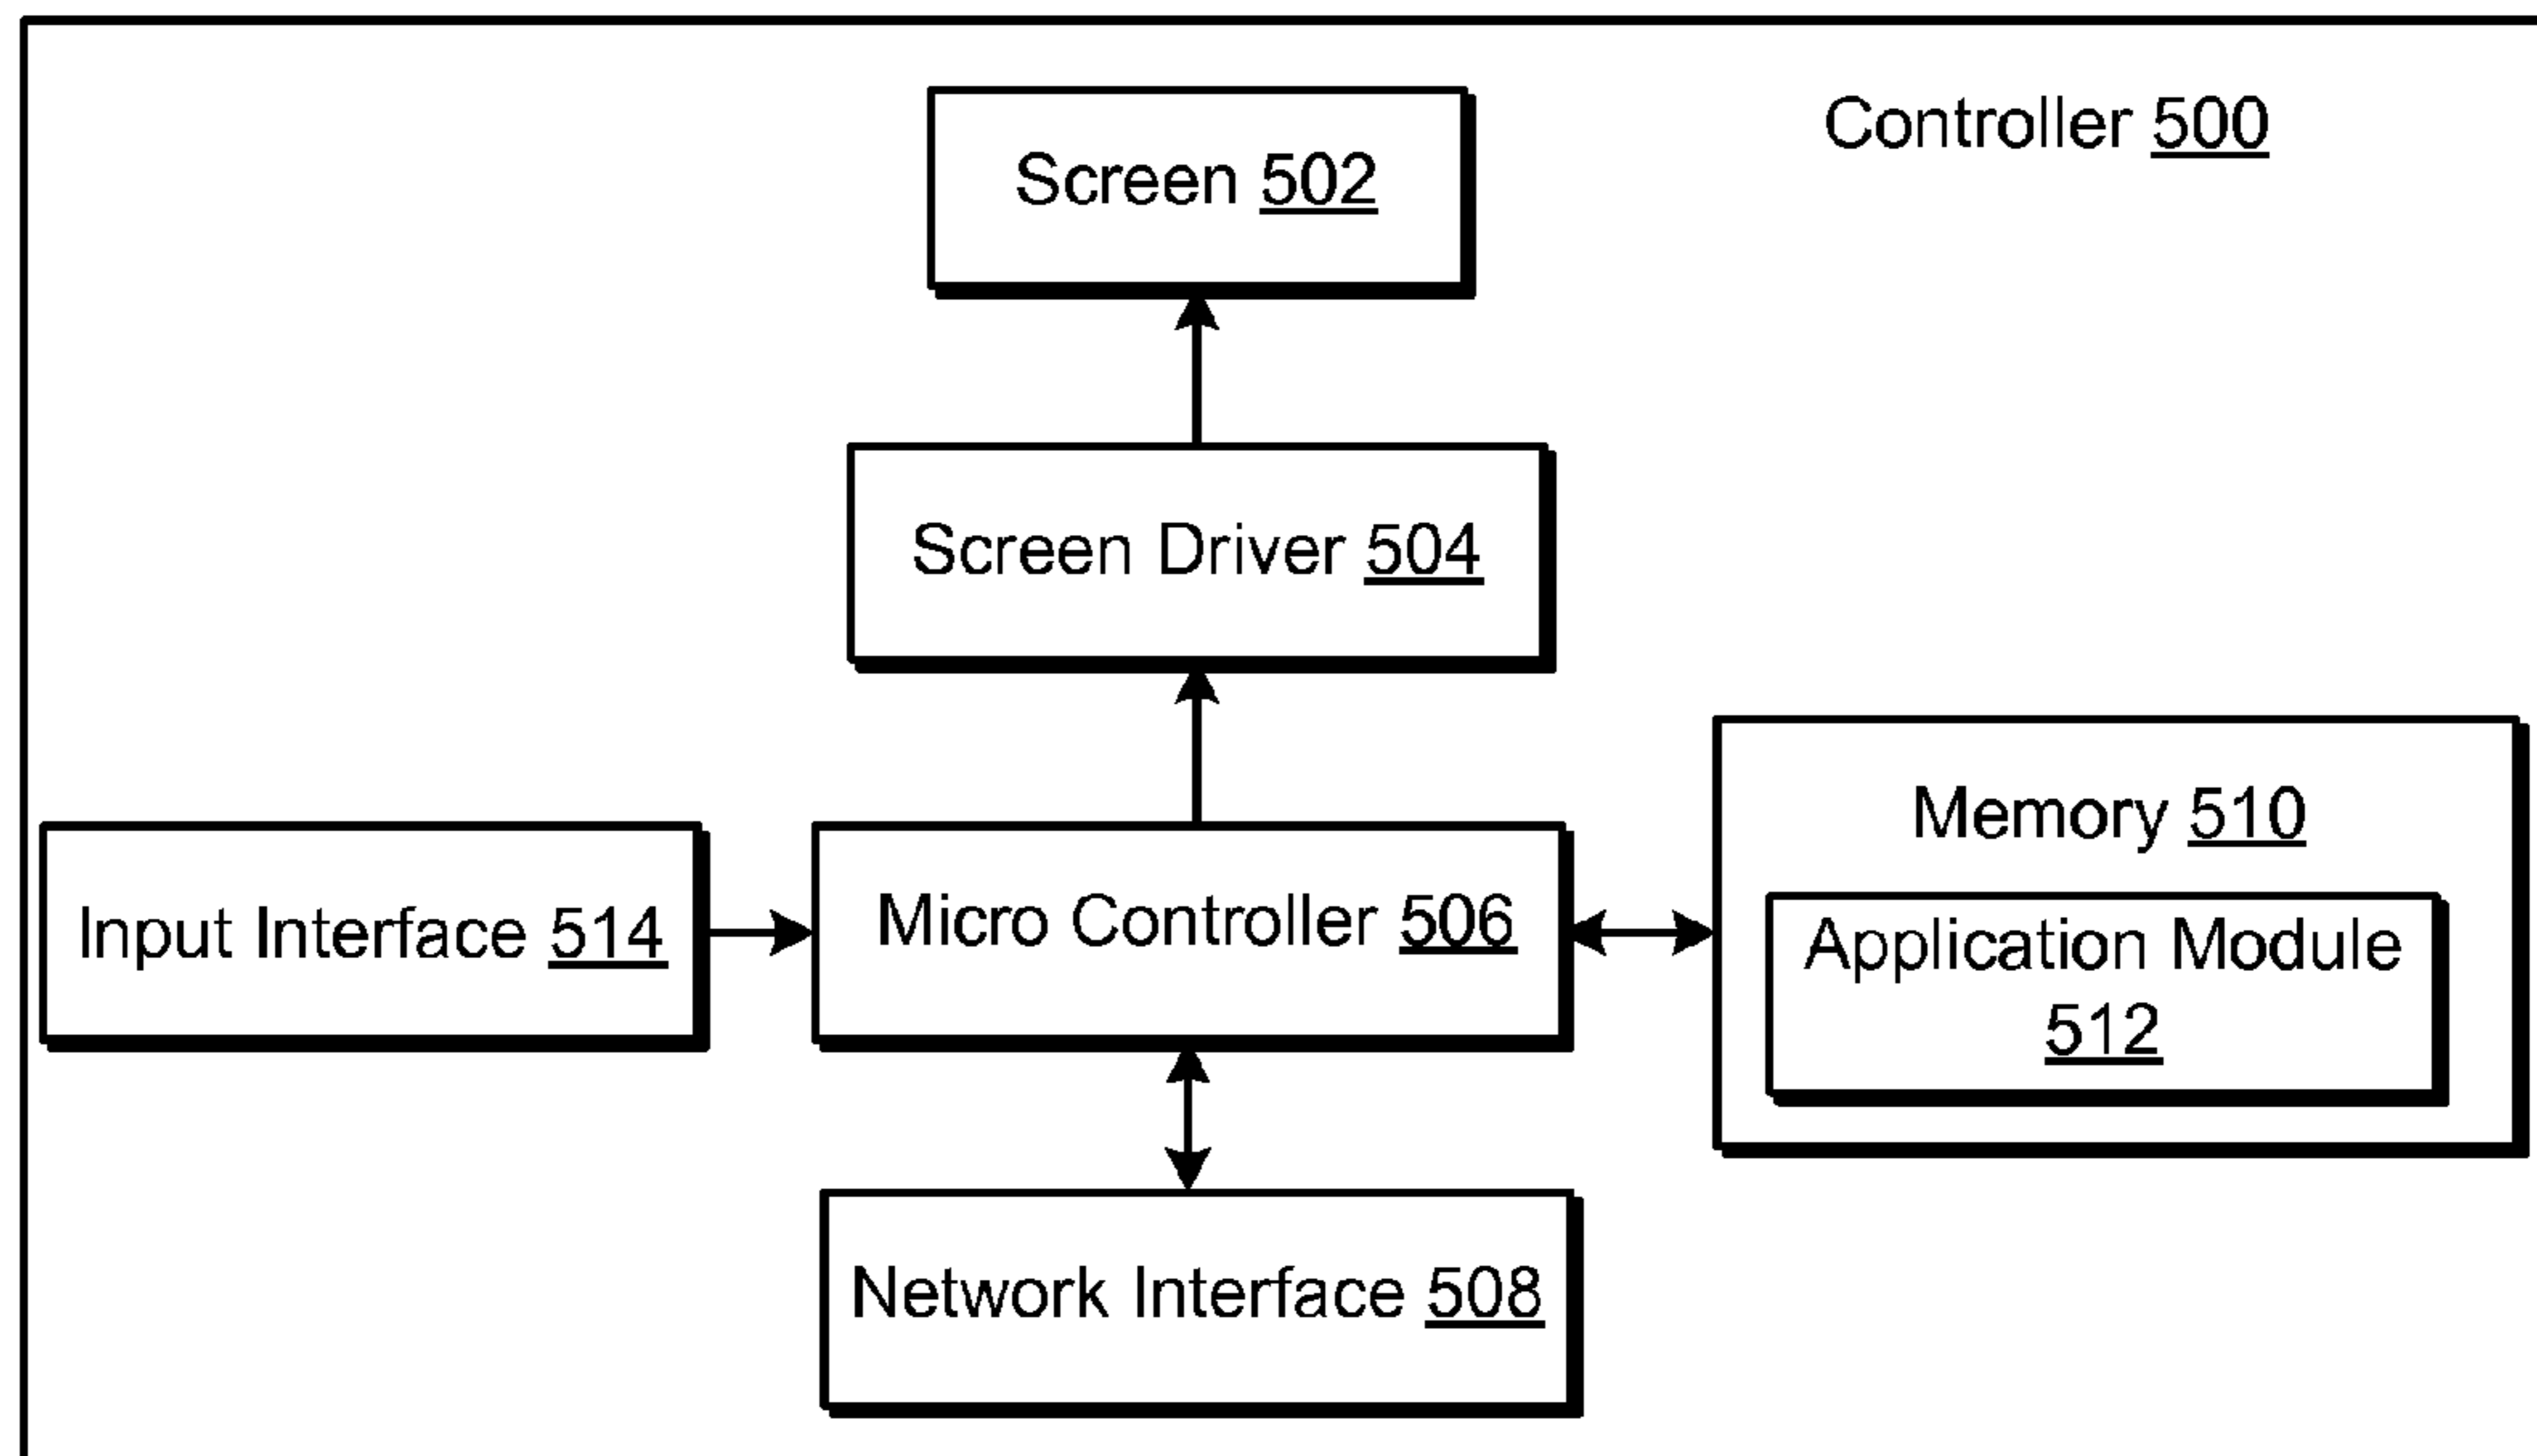 Controller 500
Screen 502
Screen Driver 504
Memory 510
Input Interface 514
Micro Controller 506
Application Module
512
Network Interface 508